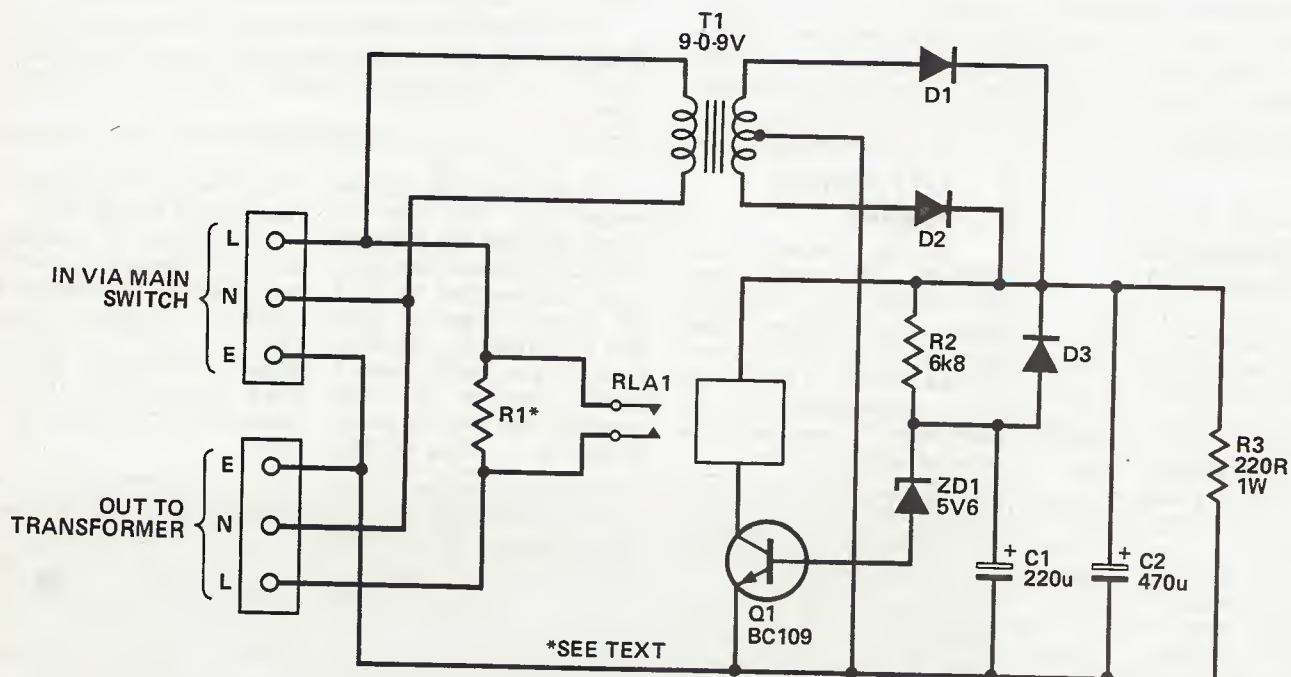 T1
9-0-9V
D1
D2
L
IN VIA MAIN
SWITCH
N
E
R2
6k8
D3
RLA1
R1*
R3
220R
1W
E
OUT TO
TRANSFORMER
N
L
ZD1
5V6
+
C1
220u
+
C2
470u
Q1
BC109
*SEE TEXT